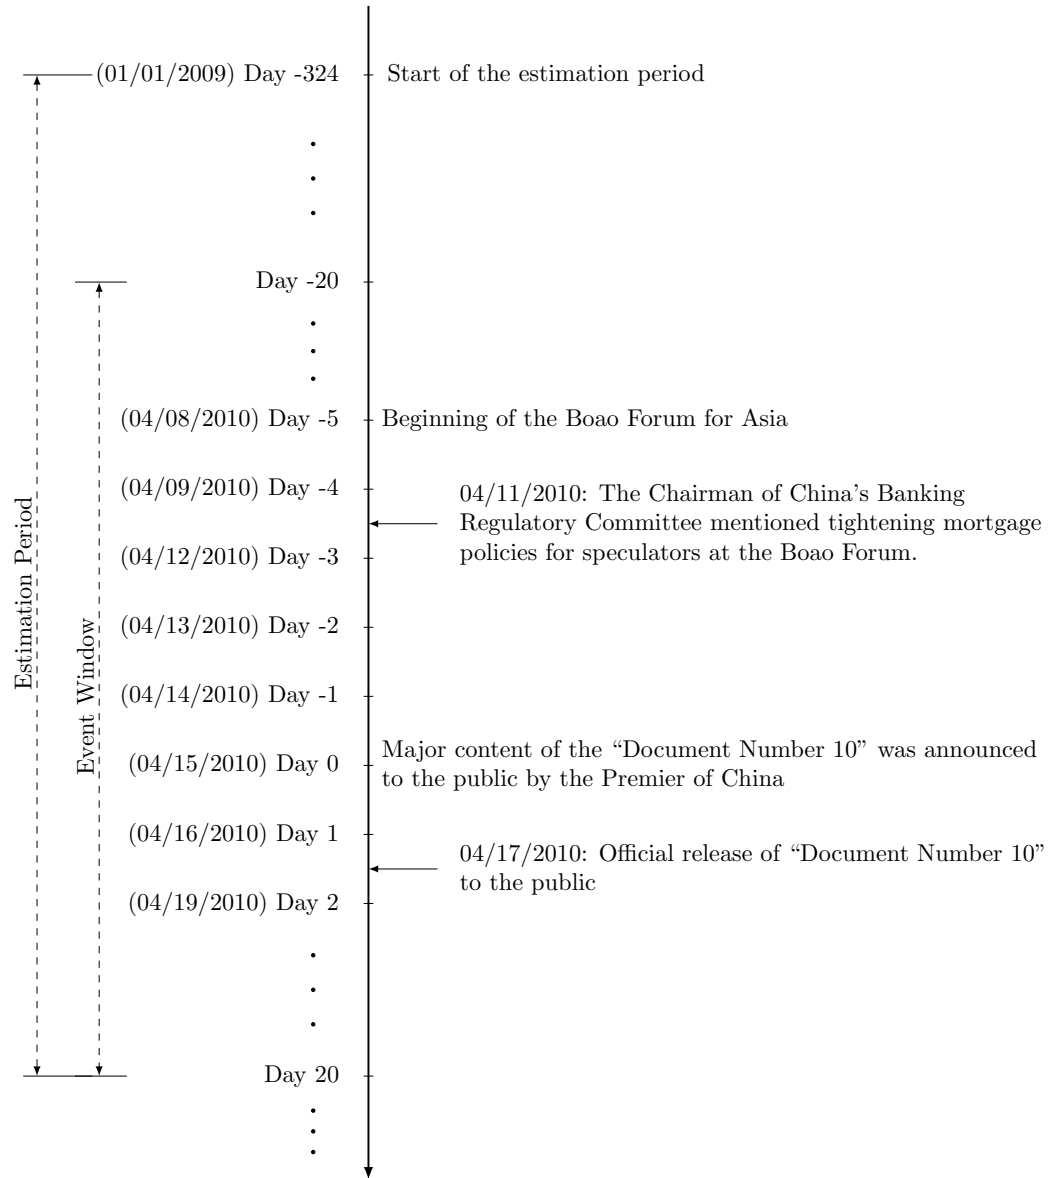 (01/01/2009) Day -324
Start of the estimation period
Day -20
(04/08/2010) Day -5
Beginning of the Boao Forum for Asia
(04/09/2010) Day -4
04/11/2010: The Chairman of China's Banking
Regulatory Committee mentioned tightening mortgage
policies for speculators at the Boao Forum.
(04/12/2010) Day -3
(04/13/2010) Day -2
(04/14/2010) Day -1
(04/15/2010) Day 0
Major content of the “Document Number 10” was announced
to the public by the Premier of China
(04/16/2010) Day 1
04/17/2010: Official release of “Document Number 10”
to the public
(04/19/2010) Day 2
Day 20
Estimation Period
Event Window